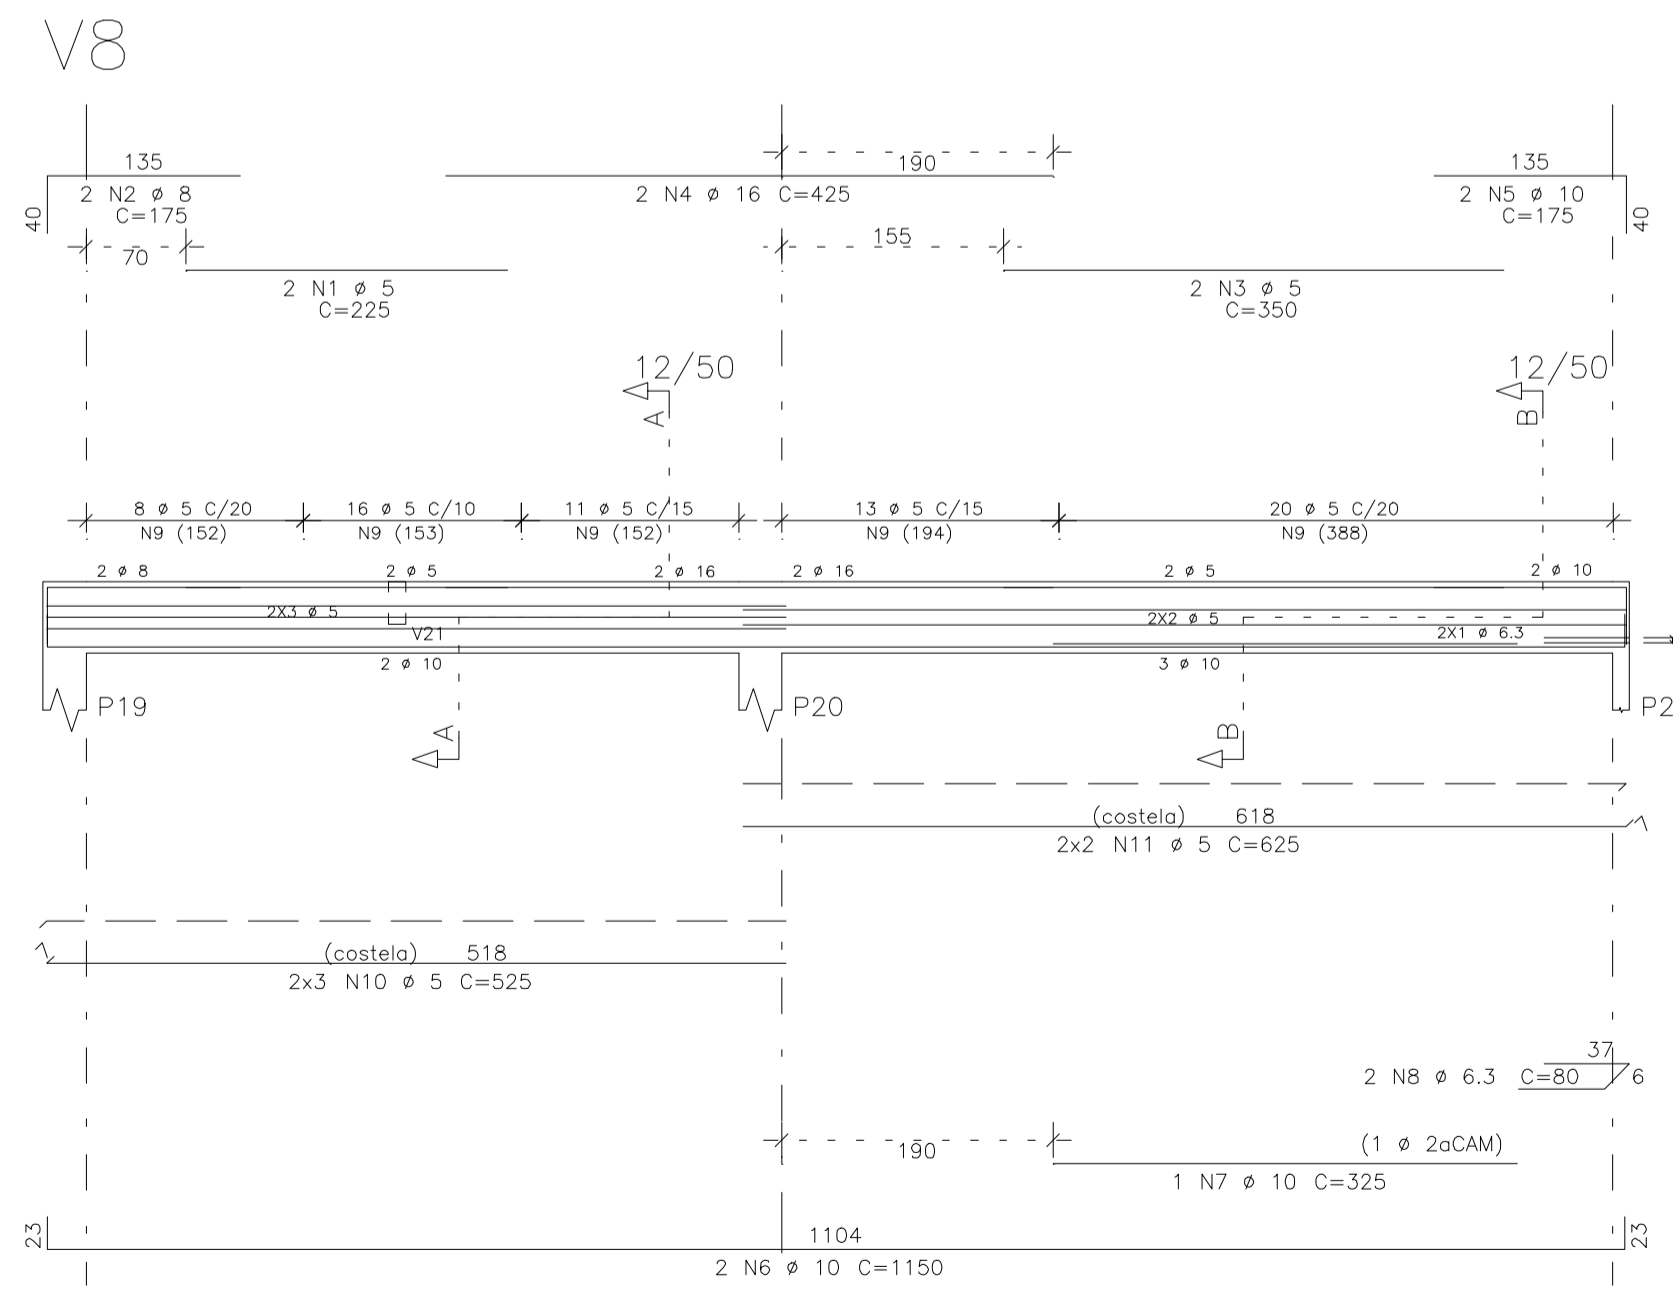 V8
135
190
135
2 N2 ø 8
C=175
2 N4 ø 16 C=425
2 N5 ø 10
C=175
40
40
70
155
2 N1 ø 5
C=225
2 N3 ø 5
C=350
12/50
12/50
A
B
8 ø 5 C/20
16 ø 5 C/10
11 ø 5 C/15
13 ø 5 C/15
20 ø 5 C/20
N9 (152)
N9 (153)
N9 (152)
N9 (194)
N9 (388)
2 ø 8
2 ø 5
2 ø 16
2 ø 16
2 ø 5
2 ø 10
2X3 ø 5
2X2 ø 5
V21
2X1 ø 6.3
2 ø 10
3 ø 10
P19
P20
P2
A
B
(costela) 618
2x2 N11 ø 5 C=625
(costela) 518
2x3 N10 ø 5 C=525
37
2 N8 ø 6.3 C=80
6
190
(1 ø 2aCAM)
1 N7 ø 10 C=325
23
1104
23
2 N6 ø 10 C=1150